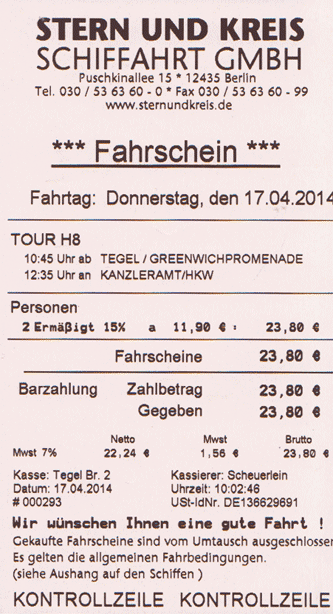 STERN UND KREIS
SCHIFFAHRT GMBH
Puschkinallee 15 * 12435 Berlin
Tel. 030 / 53 63 60 - 0 * Fax 030 / 53 63 60 - 99
www.sternundkreis.de
*** Fahrschein ***
Fahrtag: Donnerstag, den 17.04.2014
TOUR H8
10:45 Uhr ab TEGEL / GREENWICHPROMENADE
12:35 Uhr an KANZLERAMT/HKW
Personen
2 Ermäßigt 15% a 11,90 € : 23,80 €
Fahrscheine 23,80 €
Barzahlung Zahlbetrag 23,80 €
Gegeben 23,80 €
Netto Mwst Brutto
Mwst 7% 22,24 € 1,56 € 23,80 €
Kasse: Tegel Br. 2 Kassierer: Scheuerlein
Datum: 17.04.2014 Uhrzeit: 10:02:46
# 000293 USt-IdNr. DE136629691
Wir wünschen Ihnen eine gute Fahrt !
Gekaufte Fahrscheine sind vom Umtausch ausgeschlossen
Es gelten die allgemeinen Fahrbedingungen.
(siehe Aushang auf den Schiffen )
KONTROLLZEILE KONTROLLZEILE